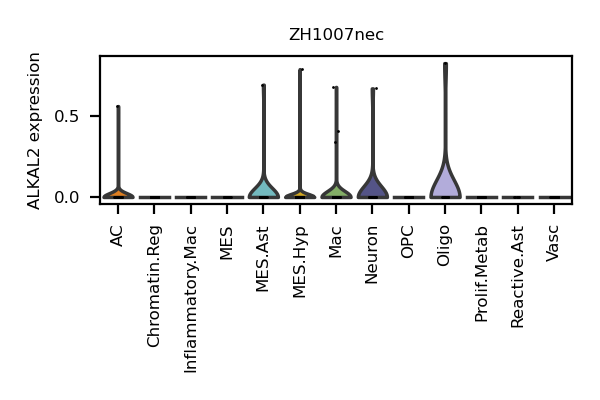 ZH1007nec
ALKAL2 expression
0.5
0.0
AC
Chromatin.Reg
Inflammatory.Mac
MES
MES.Ast
MES.Hyp
Mac
Neuron
OPC
Oligo
Prolif.Metab
Reactive.Ast
Vasc